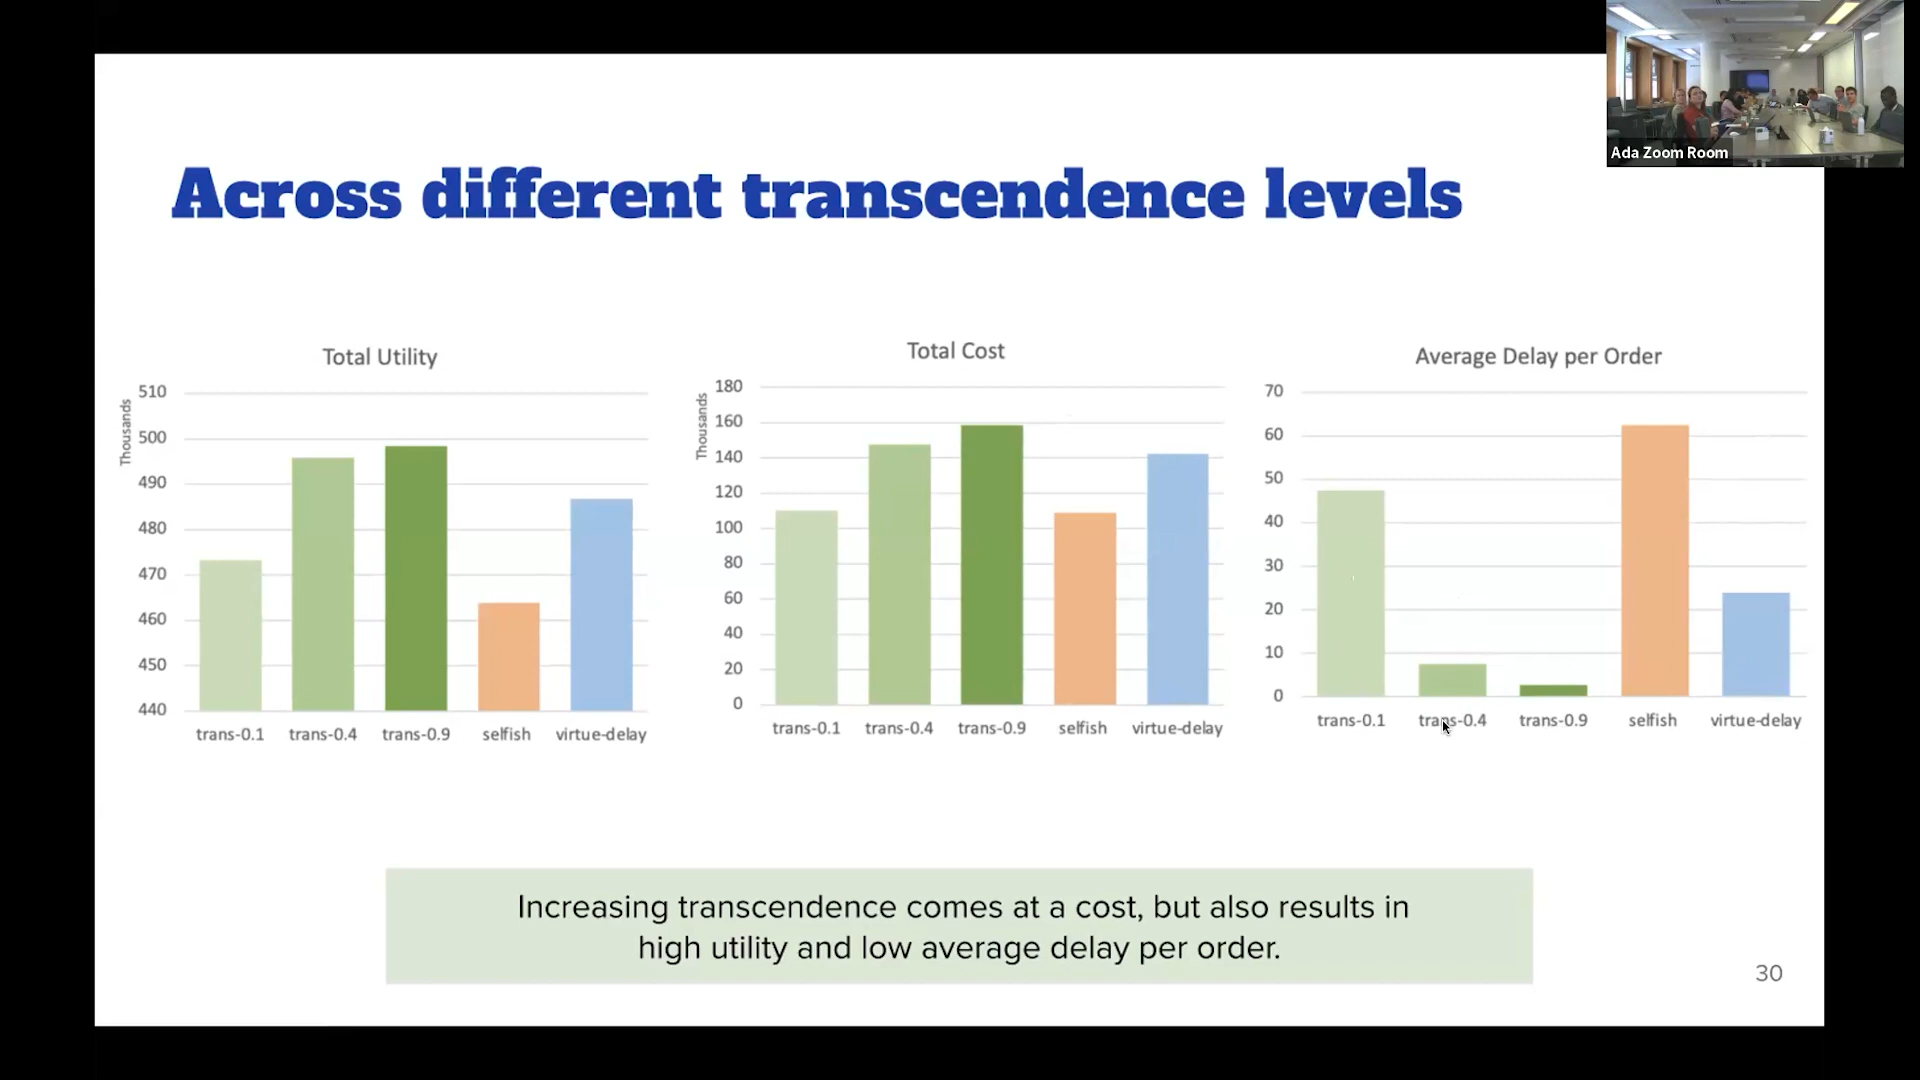 Ada Zoom Room
Across different transcendence levels
Total Utility
Thousands
510
500
490
480
470
460
450
440
trans-0.1 trans-0.4 trans-0.9 selfish virtue-delay
Total Cost
Thousands
180
160
140
120
100
80
60
40
20
0
trans-0.1 trans-0.4 trans-0.9 selfish virtue-delay
Average Delay per Order
70
60
50
40
30
20
10
0
trans-0.1 trans-0.4 trans-0.9 selfish virtue-delay
Increasing transcendence comes at a cost, but also results in
high utility and low average delay per order.
30